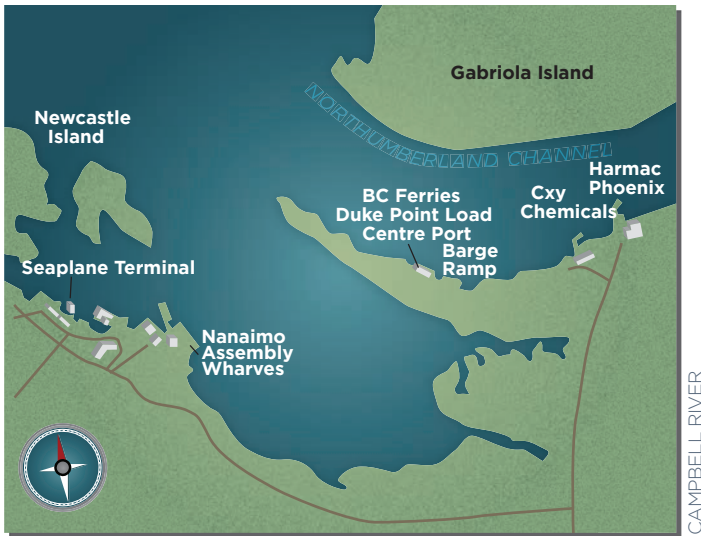 Gabriola Island
NORTHUMBERLAND CHANNEL
Newcastle
Island
Harmac
Phoenix
BC Ferries
Duke Point Load
Centre Port
Barge
Ramp
Cxy
Chemicals
Seaplane Terminal
Nanaimo
Assembly
Wharves
CAMPBELL RIVER